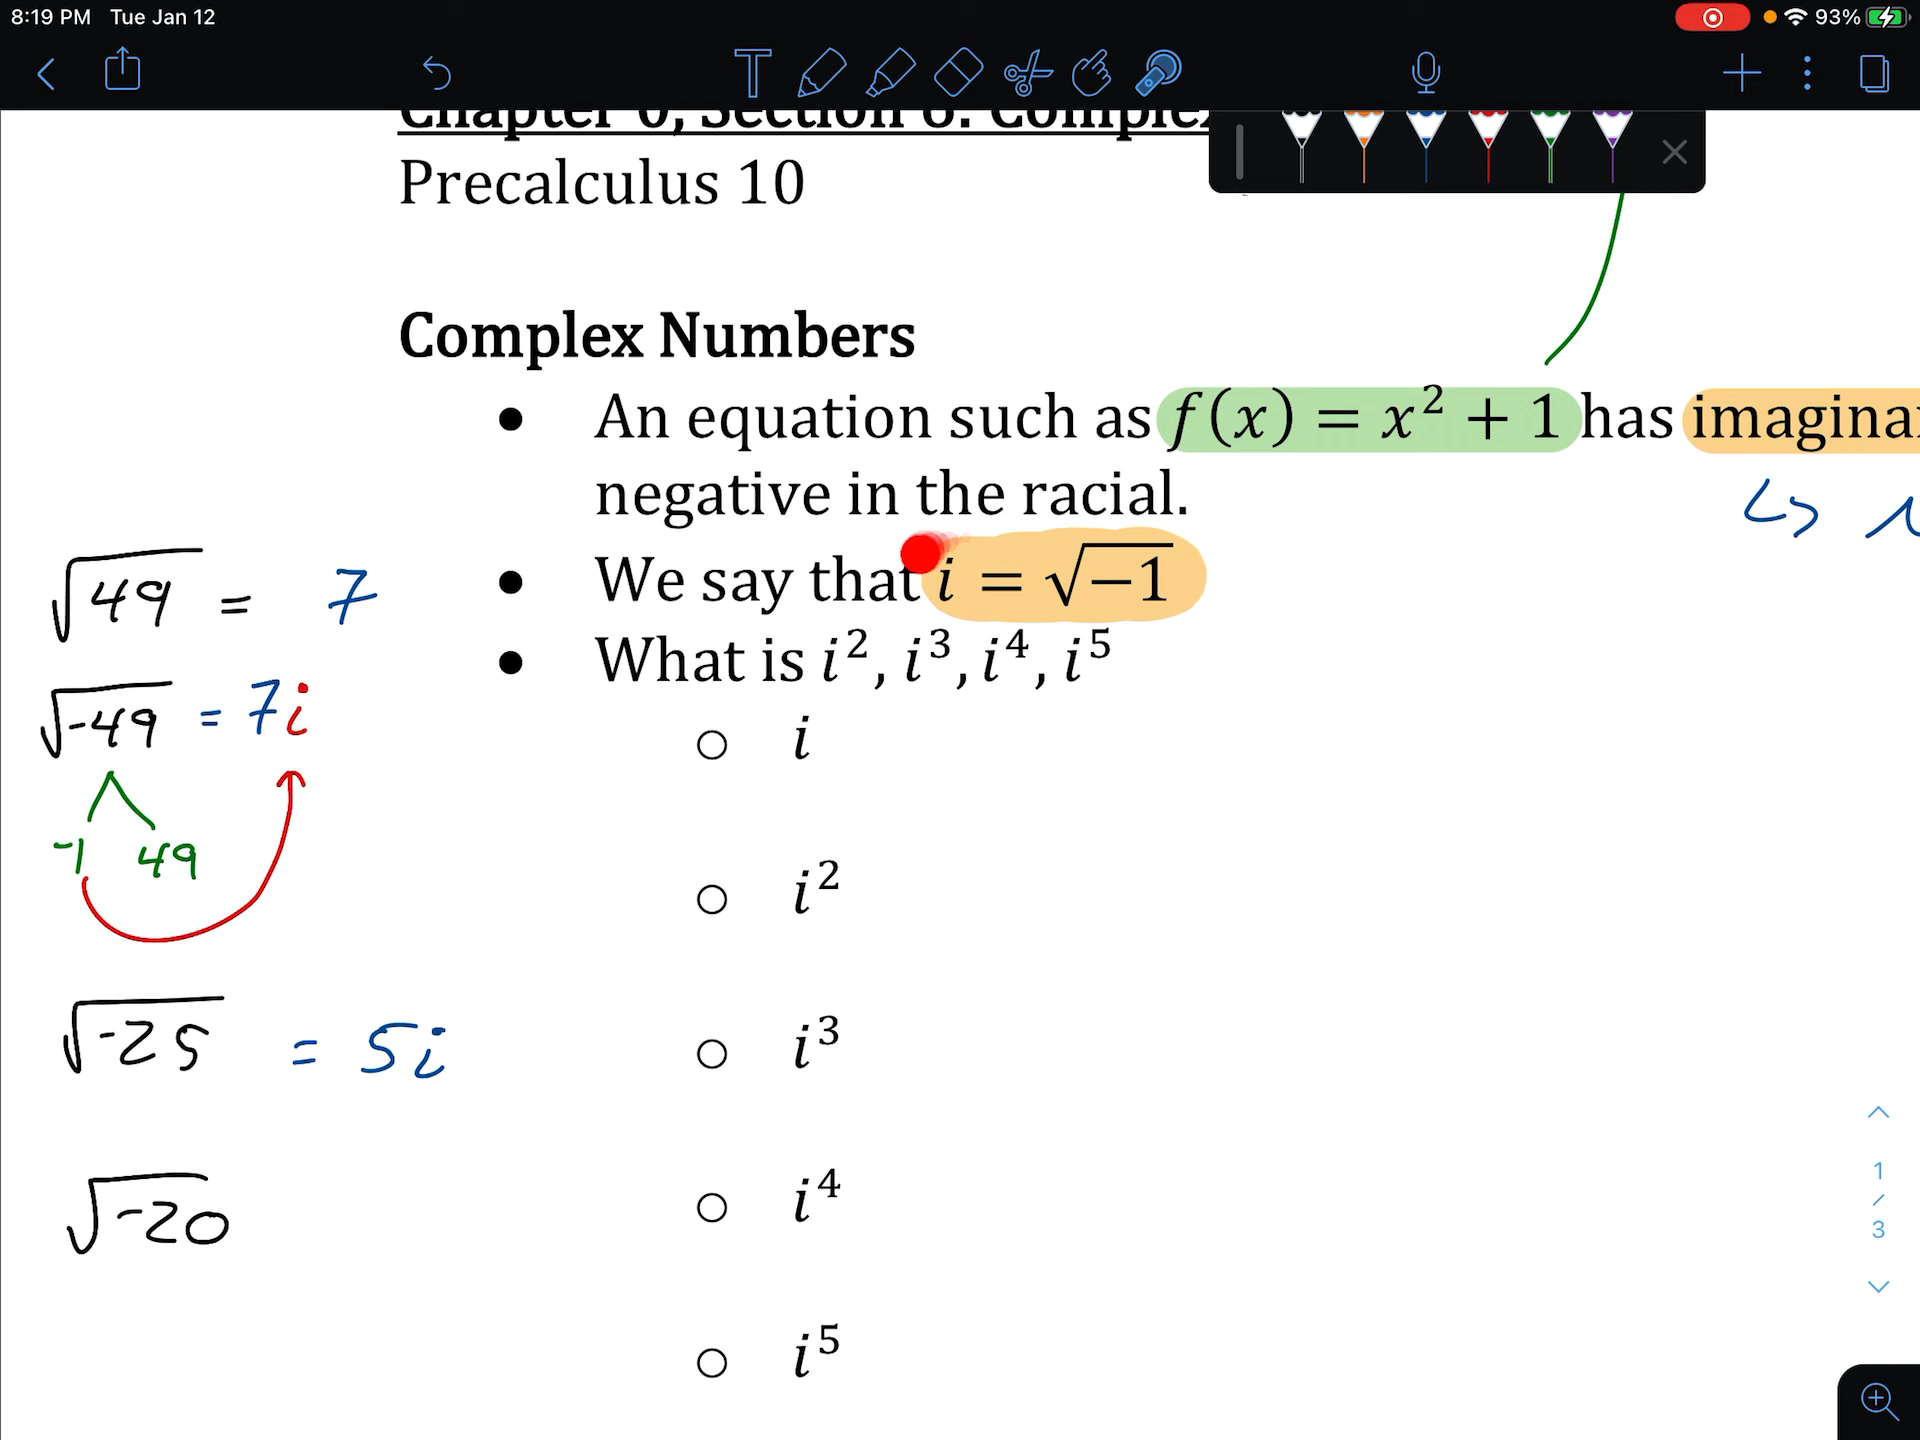 8:19 PM Tue Jan 12
93%
Precalculus 10
Complex Numbers
• An equation such as f(x) = x² + 1 has
negative in the racial.
• We say that i = √−1
• What is i², i³, i⁴, i⁵
○ i
○ i²
○ i³
○ i⁴
○ i⁵
√49 = 7
√-49 = 7i
-1 49
√-25 = 5i
√-20
1
/
3
T